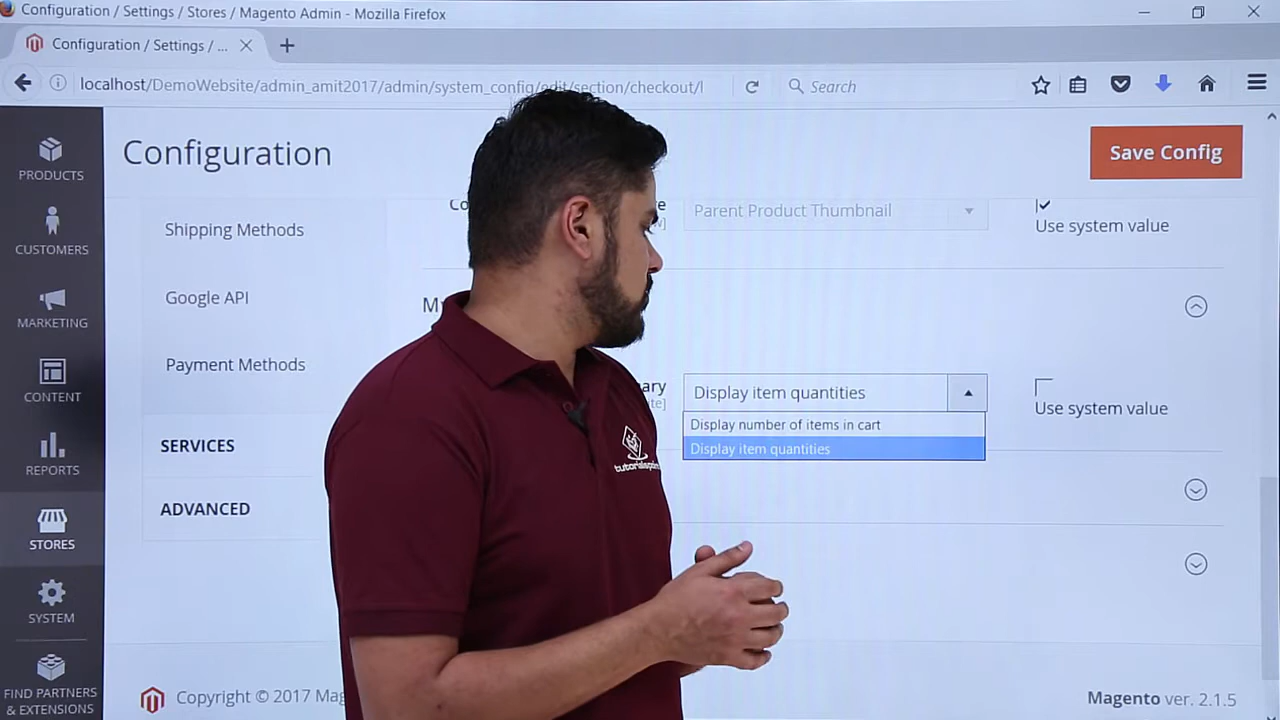 Configuration / Settings / Stores / Magento Admin - Mozilla Firefox
Configuration / Settings / ...
localhost/DemoWebsite/admin_amit2017/admin/system_config/edit/section/checkout/
Search
PRODUCTS
CUSTOMERS
MARKETING
CONTENT
REPORTS
STORES
SYSTEM
FIND PARTNERS
& EXTENSIONS
Configuration
Save Config
Shipping Methods
Google API
Payment Methods
SERVICES
ADVANCED
Parent Product Thumbnail
Use system value
Display item quantities
Use system value
Display number of items in cart
Display item quantities
tutorialspoint
Copyright © 2017 Mag
Magento ver. 2.1.5